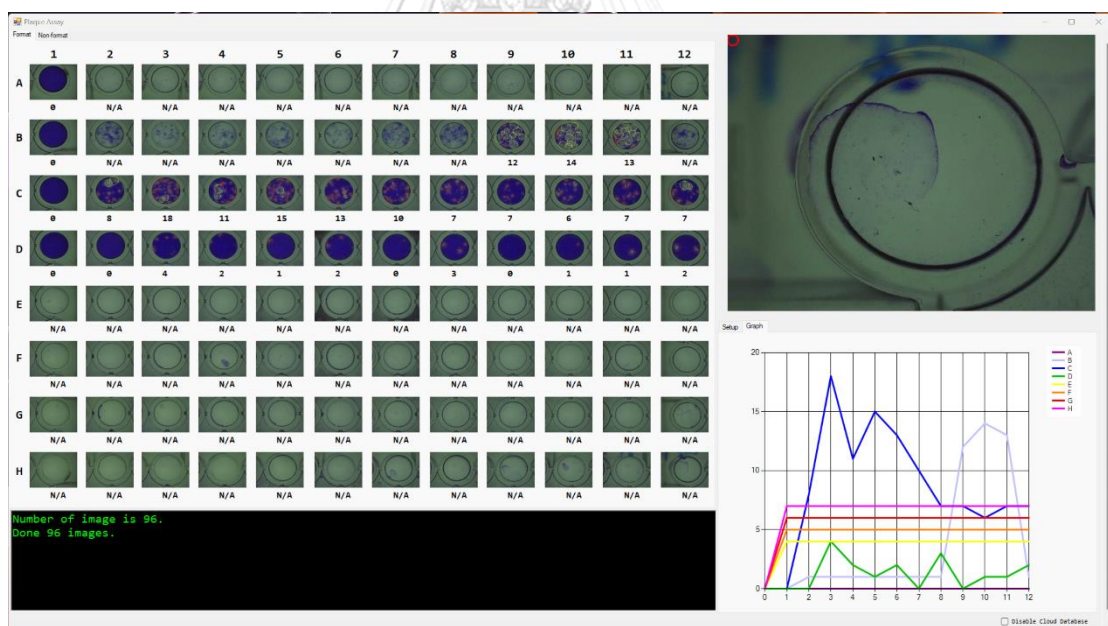 Plaque Assay
Format Non-format
1 2 3 4 5 6 7 8 9 10 11 12
A
0 N/A N/A N/A N/A N/A N/A N/A N/A N/A N/A N/A
B
0 N/A N/A N/A N/A N/A N/A N/A 12 14 13 N/A
C
0 8 18 11 15 13 10 7 7 6 7 7
D
0 0 4 2 1 2 0 3 0 1 1 2
E
N/A N/A N/A N/A N/A N/A N/A N/A N/A N/A N/A N/A
F
N/A N/A N/A N/A N/A N/A N/A N/A N/A N/A N/A N/A
G
N/A N/A N/A N/A N/A N/A N/A N/A N/A N/A N/A N/A
H
N/A N/A N/A N/A N/A N/A N/A N/A N/A N/A N/A N/A
Number of image is 96.
Done 96 images.
Setup Graph
20
15
10
5
0
0 1 2 3 4 5 6 7 8 9 10 11 12
A
B
C
D
E
F
G
H
Disable Cloud Database